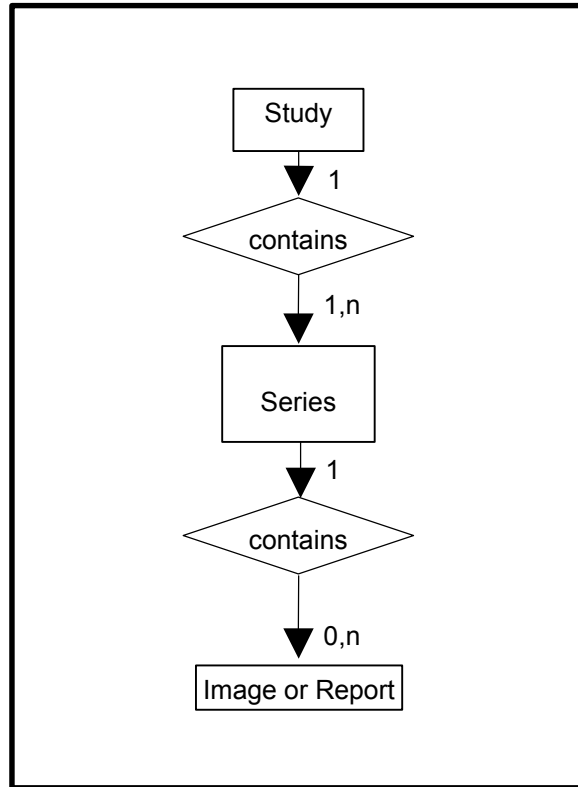 Study
1
contains
1,n
Series
1
contains
0,n
Image or Report